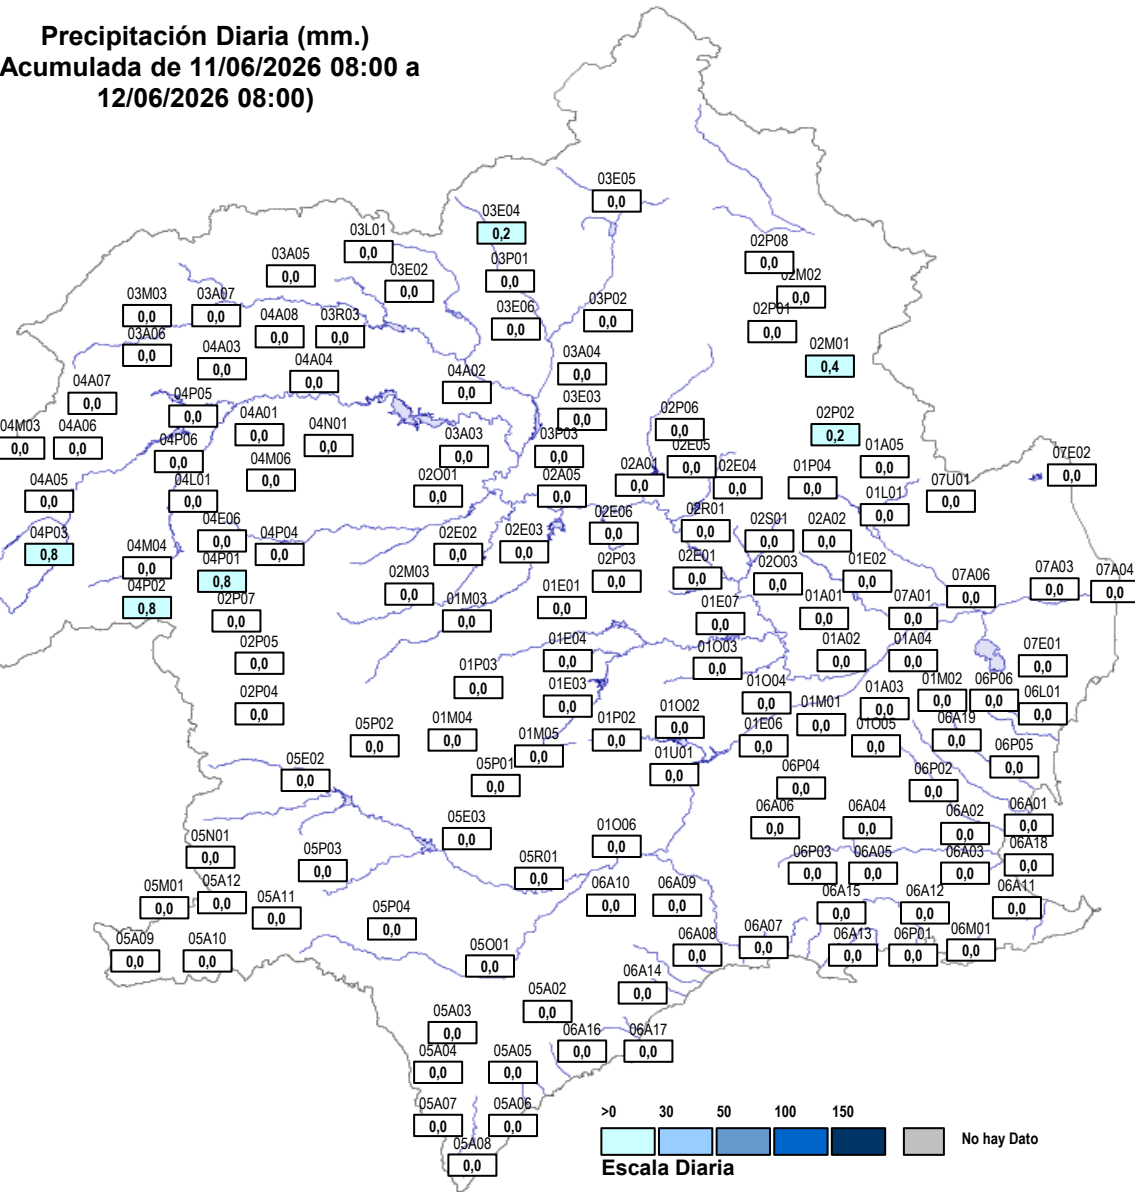 Precipitación Diaria (mm.)
Acumulada de 11/06/2026 08:00 a
12/06/2026 08:00)
03E05
0,0
03E04
0,2
03L01
0,0
02P08
0,0
03A05
0,0
03P01
0,0
03E02
0,0
02M02
0,0
03M03
0,0
03A07
0,0
03P02
0,0
03E06
0,0
02P01
0,0
04A08
0,0
03R03
0,0
03A06
0,0
02M01
0,4
04A03
0,0
03A04
0,0
04A04
0,0
04A02
0,0
04A07
0,0
04P05
0,0
03E03
0,0
02P06
0,0
02P02
0,2
04A01
0,0
04M03
0,0
04A06
0,0
04N01
0,0
03A03
0,0
03P03
0,0
04P06
0,0
02E05
0,0
01A05
0,0
07E02
0,0
04M06
0,0
02A01
0,0
02E04
0,0
01P04
0,0
02O01
0,0
02A05
0,0
04A05
0,0
04L01
0,0
07U01
0,0
01L01
0,0
04E06
0,0
02E06
0,0
02R01
0,0
02S01
0,0
02A02
0,0
04P03
0,8
04P04
0,0
02E02
0,0
02E03
0,0
04M04
0,0
04P01
0,8
02P03
0,0
02E01
0,0
02O03
0,0
01E02
0,0
07A03
0,0
07A04
0,0
02M03
0,0
07A06
0,0
04P02
0,8
01E01
0,0
02P07
0,0
01M03
0,0
01E07
0,0
01A01
0,0
07A01
0,0
02P05
0,0
01E04
0,0
01O03
0,0
01A02
0,0
01A04
0,0
07E01
0,0
01P03
0,0
01E03
0,0
01O04
0,0
01A03
0,0
01M02
0,0
06P06
0,0
06L01
0,0
02P04
0,0
01O02
0,0
01M01
0,0
05P02
0,0
01M04
0,0
01P02
0,0
01E06
0,0
01O05
0,0
06A19
0,0
01M05
0,0
06P05
0,0
05E02
0,0
05P01
0,0
01U01
0,0
06P04
0,0
06P02
0,0
06A06
0,0
06A04
0,0
06A02
0,0
06A01
0,0
05E03
0,0
01O06
0,0
05N01
0,0
05P03
0,0
05R01
0,0
06P03
0,0
06A05
0,0
06A03
0,0
06A18
0,0
05M01
0,0
05A12
0,0
05A11
0,0
06A10
0,0
06A09
0,0
06A15
0,0
06A12
0,0
06A11
0,0
05P04
0,0
05A09
0,0
05A10
0,0
05O01
0,0
06A08
0,0
06A07
0,0
06A13
0,0
06P01
0,0
06M01
0,0
06A14
0,0
05A02
0,0
05A03
0,0
06A16
0,0
06A17
0,0
05A04
0,0
05A05
0,0
05A07
0,0
05A06
0,0
05A08
0,0
>0 30 50 100 150
No hay Dato
Escala Diaria